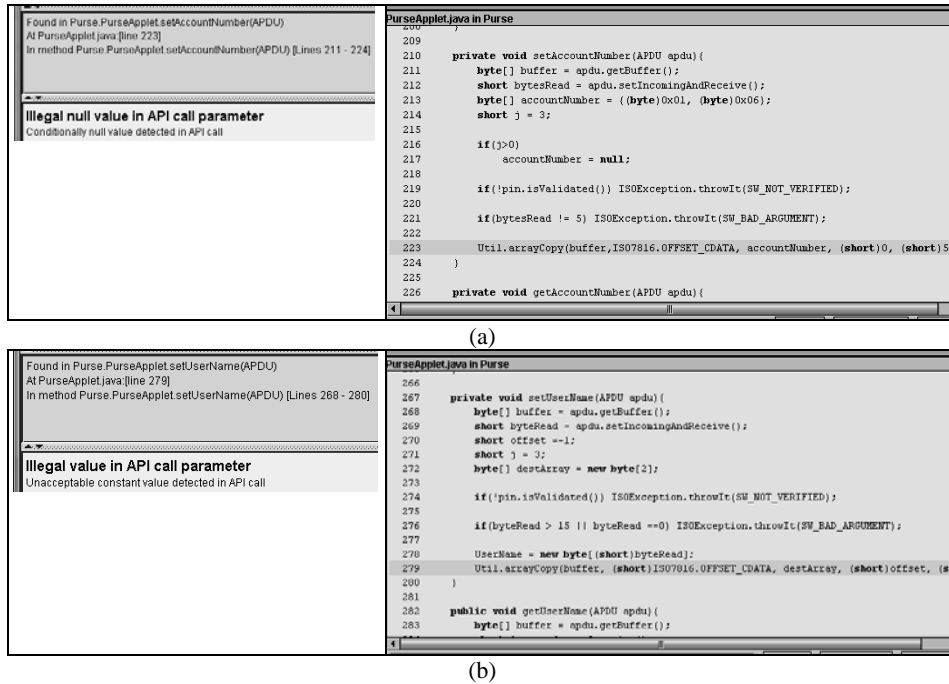 Found in Purse.PurseApplet.setAccountNumber(APDU)
At PurseApplet.java:[line 223]
In method Purse.PurseApplet.setAccountNumber(APDU) [Lines 211 - 224]
Illegal null value in API call parameter
Conditionally null value detected in API call
PurseApplet.java in Purse
208 }
209
210 private void setAccountNumber(APDU apdu){
211 byte[] buffer = apdu.getBuffer();
212 short bytesRead = apdu.setIncomingAndReceive();
213 byte[] accountNumber = {(byte)0x01, (byte)0x06};
214 short j = 3;
215
216 if(j>0)
217 accountNumber = null;
218
219 if(!pin.isValidated()) ISOException.throwIt(SW_NOT_VERIFIED);
220
221 if(bytesRead != 5) ISOException.throwIt(SW_BAD_ARGUMENT);
222
223 Util.arrayCopy(buffer,ISO7816.OFFSET_CDATA, accountNumber, (short)0, (short)5
224 }
225
226 private void getAccountNumber(APDU apdu){
(a)
Found in Purse.PurseApplet.setUserName(APDU)
At PurseApplet.java:[line 279]
In method Purse.PurseApplet.setUserName(APDU) [Lines 268 - 280]
Illegal value in API call parameter
Unacceptable constant value detected in API call
PurseApplet.java in Purse
266
267 private void setUserName(APDU apdu){
268 byte[] buffer = apdu.getBuffer();
269 short byteRead = apdu.setIncomingAndReceive();
270 short offset =-1;
271 short j = 3;
272 byte[] destArray = new byte[2];
273
274 if(!pin.isValidated()) ISOException.throwIt(SW_NOT_VERIFIED);
275
276 if(byteRead > 15 || byteRead ==0) ISOException.throwIt(SW_BAD_ARGUMENT);
277
278 UserName = new byte[(short)byteRead];
279 Util.arrayCopy(buffer, (short)ISO7816.OFFSET_CDATA, destArray, (short)offset, (s
280 }
281
282 public void getUserName(APDU apdu){
283 byte[] buffer = apdu.getBuffer();
(b)